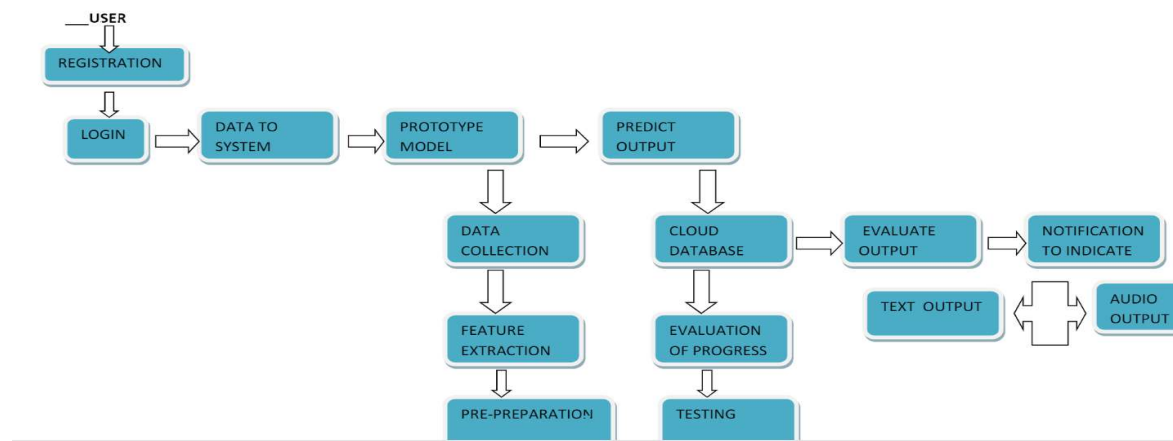 ___USER
REGISTRATION
LOGIN
DATA TO
SYSTEM
PROTOTYPE
MODEL
PREDICT
OUTPUT
DATA
COLLECTION
CLOUD
DATABASE
EVALUATE
OUTPUT
NOTIFICATION
TO INDICATE
TEXT OUTPUT
AUDIO
OUTPUT
FEATURE
EXTRACTION
EVALUATION
OF PROGRESS
PRE-PREPARATION
TESTING